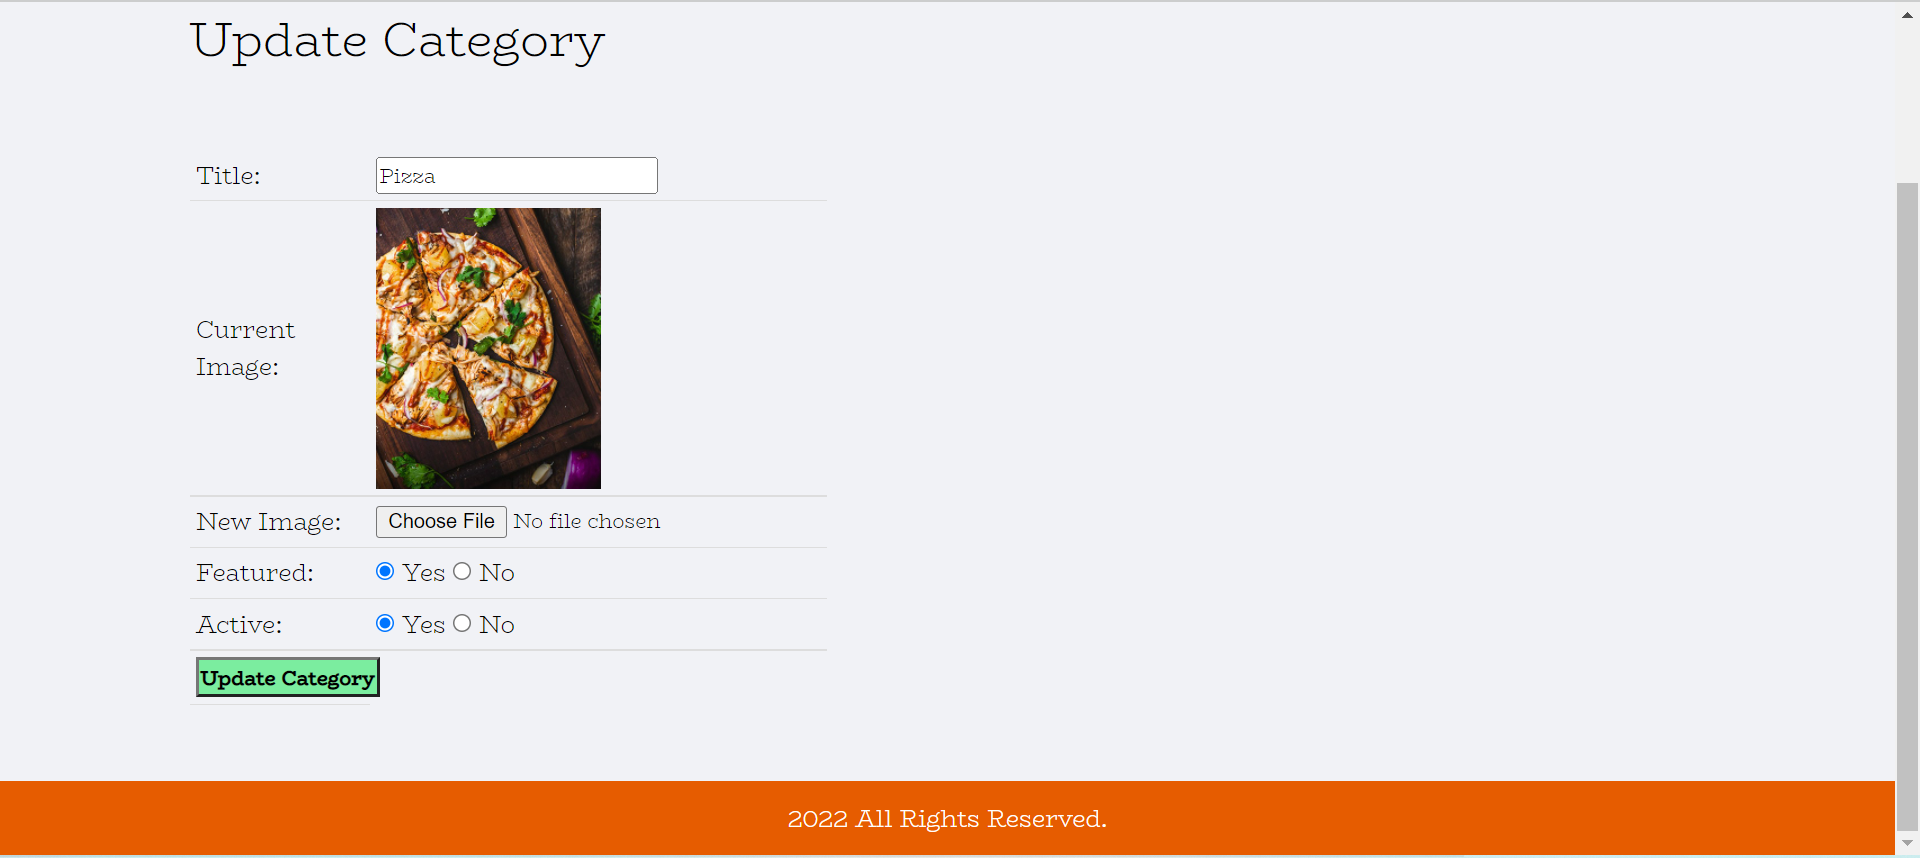 Update Category
Title: Pizza
Current
Image:
New Image: Choose File No file chosen
Featured: Yes No
Active: Yes No
Update Category
2022 All Rights Reserved.